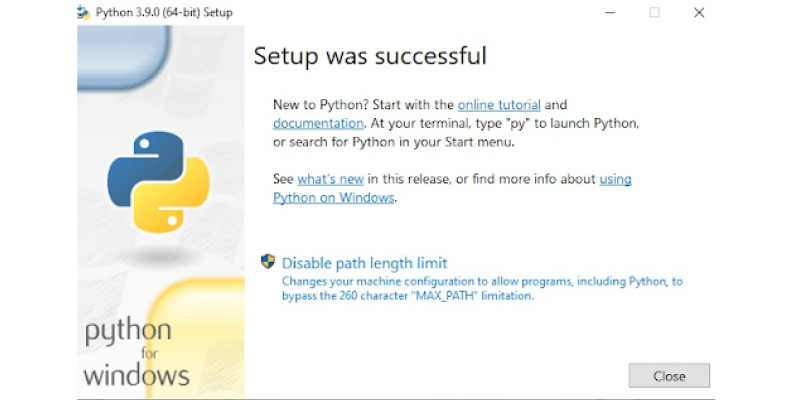 Python 3.9.0 (64-bit) Setup
Setup was successful
New to Python? Start with the online tutorial and
documentation. At your terminal, type "py" to launch Python,
or search for Python in your Start menu.
See what's new in this release, or find more info about using
Python on Windows.
Disable path length limit
Changes your machine configuration to allow programs, including Python, to
bypass the 260 character "MAX_PATH" limitation.
python
for
windows
Close